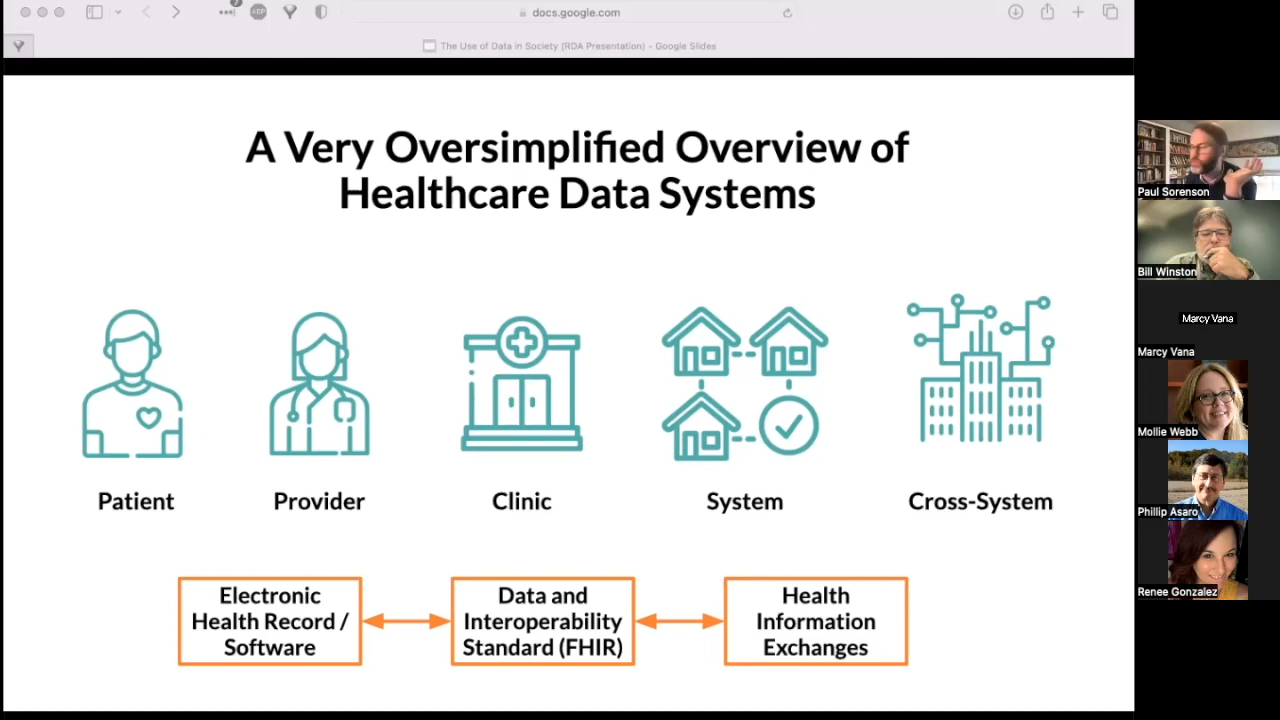 7
ABP
docs.google.com
The Use of Data in Society (RDA Presentation) - Google Slides
A Very Oversimplified Overview of
Healthcare Data Systems
Patient
Provider
Clinic
System
Cross-System
Electronic
Health Record /
Software
Data and
Interoperability
Standard (FHIR)
Health
Information
Exchanges
Paul Sorenson
Bill Winston
Marcy Vana
Marcy Vana
Mollie Webb
Phillip Asaro
Renee Gonzalez